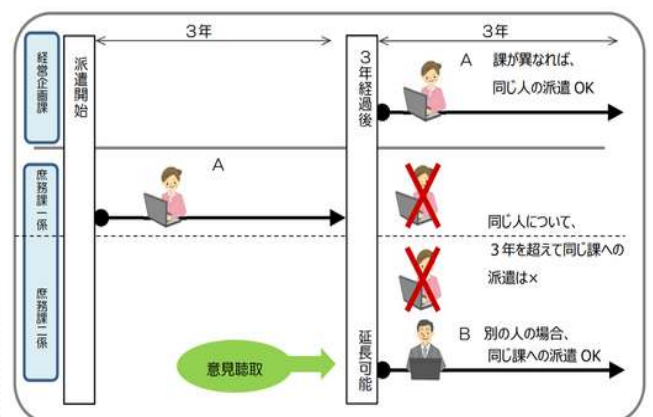 3年
3年
経営企画課
派遣開始
3年経過後
A
課が異なれば、
同じ人の派遣 OK
庶務課一係
A
同じ人について、
3年を超えて同じ課への
派遣は×
庶務課二係
意見聴取
延長可能
B 別の人の場合、
同じ課への派遣 OK